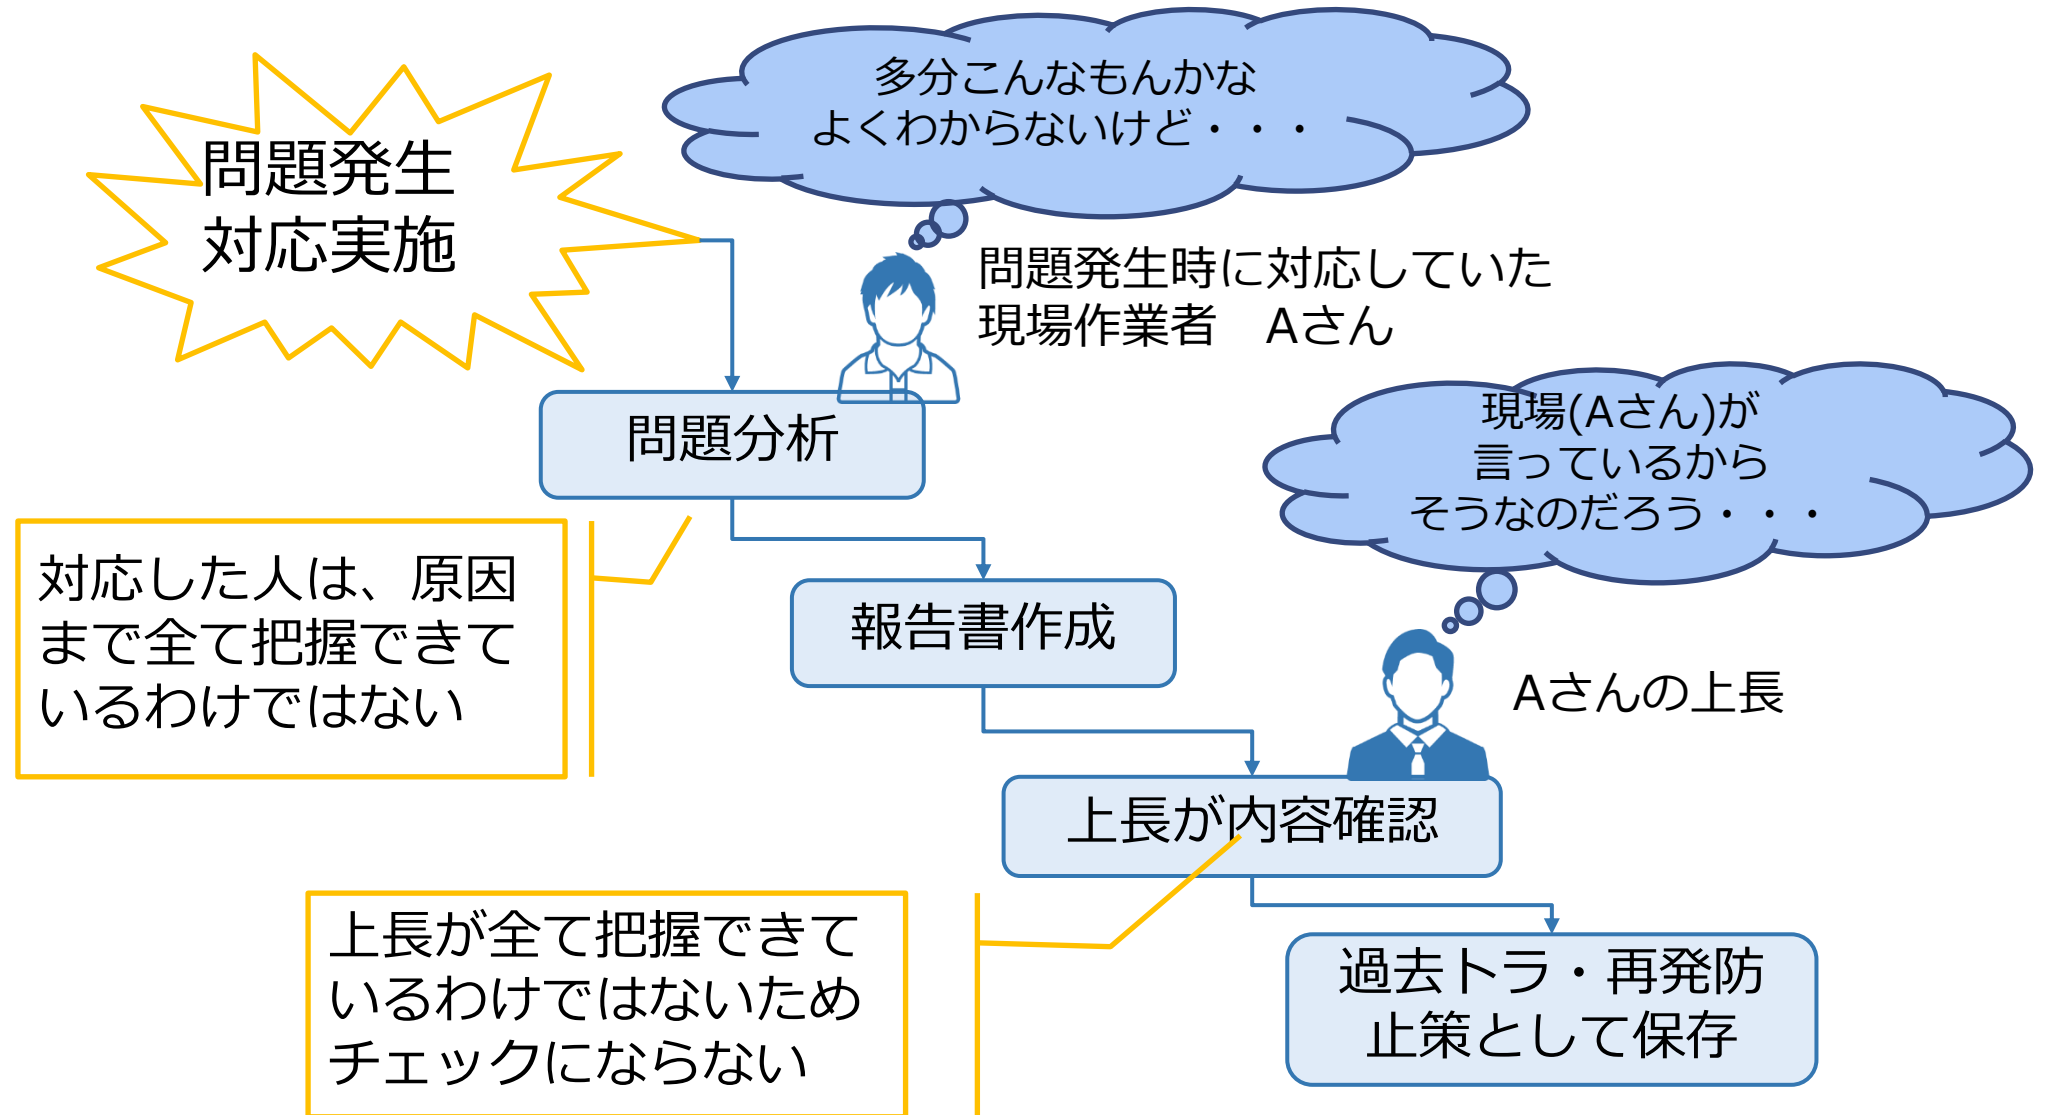 多分こんなもんかな
よくわからないけど・・・
問題発生
対応実施
問題発生時に対応していた
現場作業者　Aさん
問題分析
現場(Aさん)が
言っているから
そうなのだろう・・・
対応した人は、原因
まで全て把握できて
いるわけではない
報告書作成
Aさんの上長
上長が内容確認
上長が全て把握できて
いるわけではないため
チェックにならない
過去トラ・再発防
止策として保存